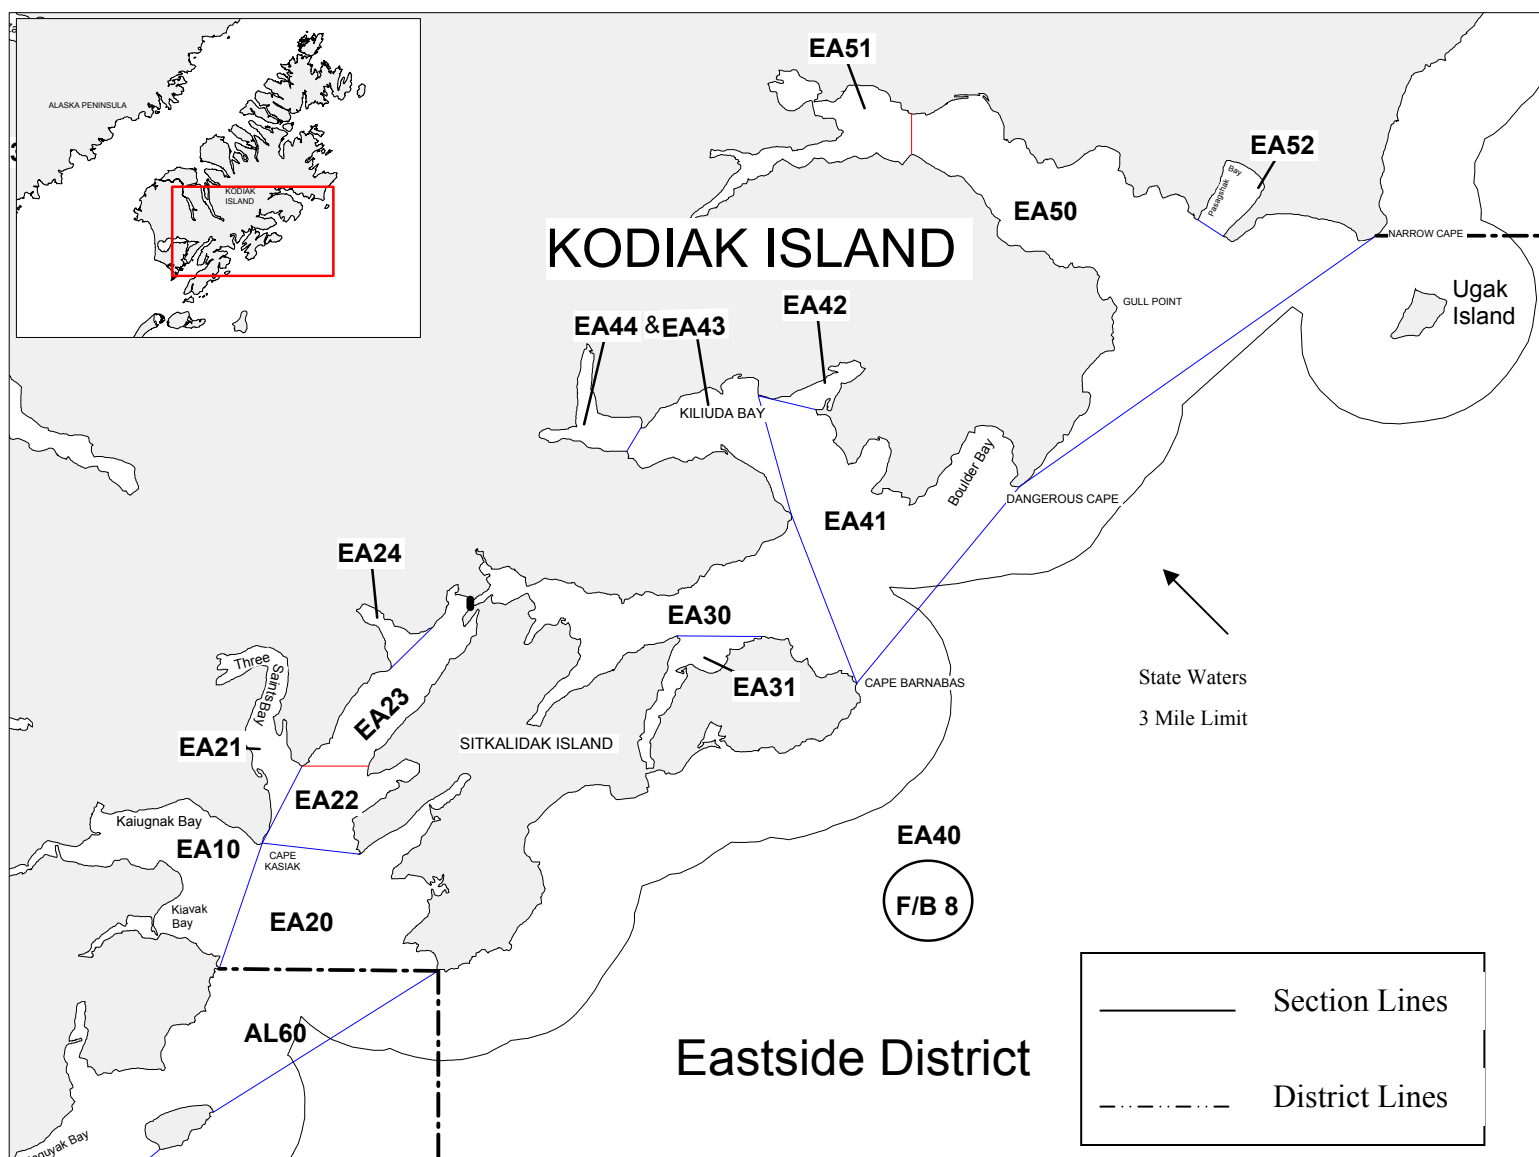 ALASKA PENINSULA
KODIAK
ISLAND
EA51
EA52
Pasagshak
Bay
EA50
KODIAK ISLAND
NARROW CAPE
Ugak
Island
GULL POINT
EA42
EA44 & EA43
KILIUDA BAY
Boulder Bay
DANGEROUS CAPE
EA41
EA24
EA30
EA31
CAPE BARNABAS
State Waters
3 Mile Limit
Three
Saints Bay
EA23
EA21
SITKALIDAK ISLAND
EA22
Kaiugnak Bay
EA10
CAPE
KASIAK
EA40
F/B 8
Kiavak
Bay
EA20
AL60
Eastside District
Section Lines
District Lines
Bay